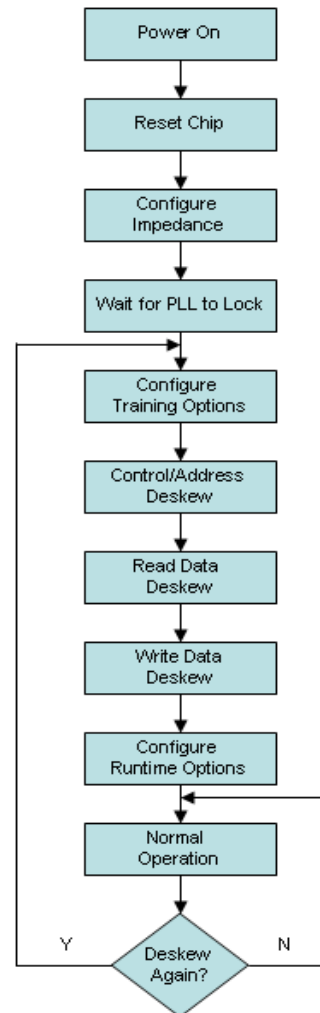 Power On
Reset Chip
Configure
Impedance
Wait for PLL to Lock
Configure
Training Options
Control/Address
Deskew
Read Data
Deskew
Write Data
Deskew
Configure
Runtime Options
Normal
Operation
Y
Deskew
Again?
N